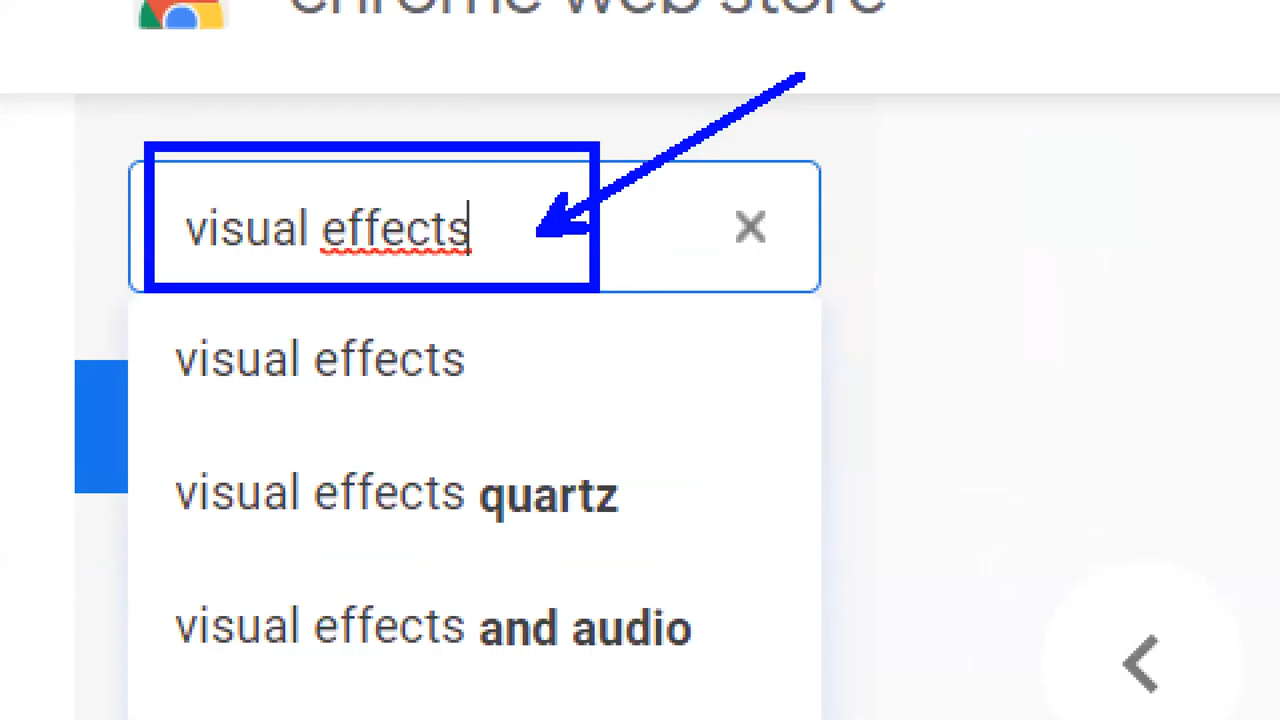 chrome web store
visual effects
visual effects
visual effects quartz
visual effects and audio